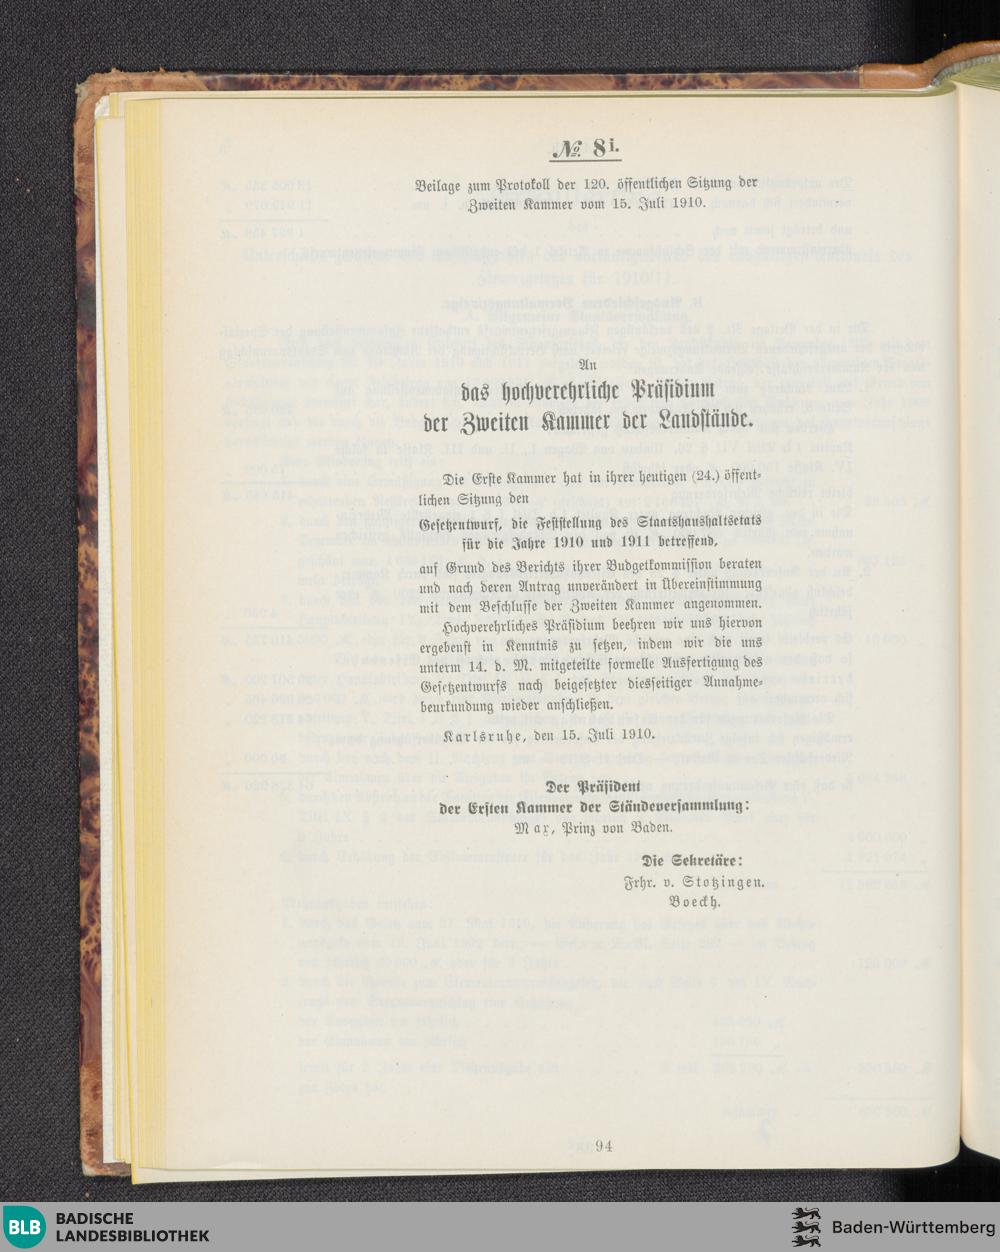 №. 8i.
Beilage zum Protokoll der 120. öffentlichen Sitzung der
Zweiten Kammer vom 15. Juli 1910.
An
das hochverehrliche Präsidium
der Zweiten Kammer der Landstände.
Die Erste Kammer hat in ihrer heutigen (24.) öffent-
lichen Sitzung den
Gesetzentwurf, die Feststellung des Staatshaushaltsetats
für die Jahre 1910 und 1911 betreffend,
auf Grund des Berichts ihrer Budgetkommission beraten
und nach deren Antrag unverändert in Übereinstimmung
mit dem Beschlusse der Zweiten Kammer angenommen.
Hochverehrliches Präsidium beehren wir uns hiervon
ergebenst in Kenntnis zu setzen, indem wir die uns
unterm 14. d. M. mitgeteilte formelle Ausfertigung des
Gesetzentwurfs nach beigesetzter diesseitiger Annahme-
beurkundung wieder anschließen.
Karlsruhe, den 15. Juli 1910.
Der Präsident
der Ersten Kammer der Ständeversammlung:
Max, Prinz von Baden.
Die Sekretäre:
Frhr. v. Stotzingen.
Boeckh.
94
BLB BADISCHE
LANDESBIBLIOTHEK
Baden-Württemberg